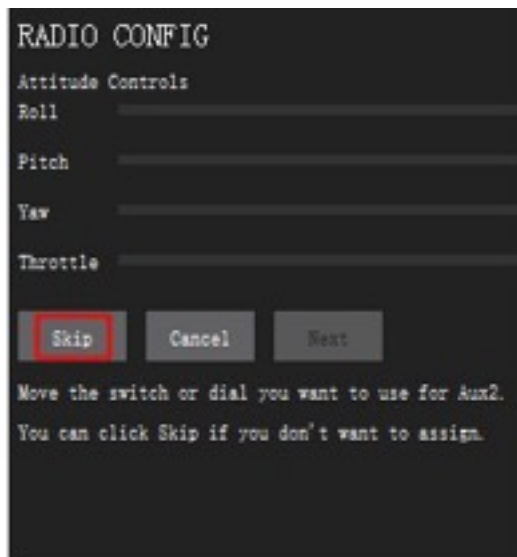 RADIO CONFIG
Attitude Controls
Roll
Pitch
Yaw
Throttle
Skip Cancel Next
Move the switch or dial you want to use for Aux2.
You can click Skip if you don't want to assign.